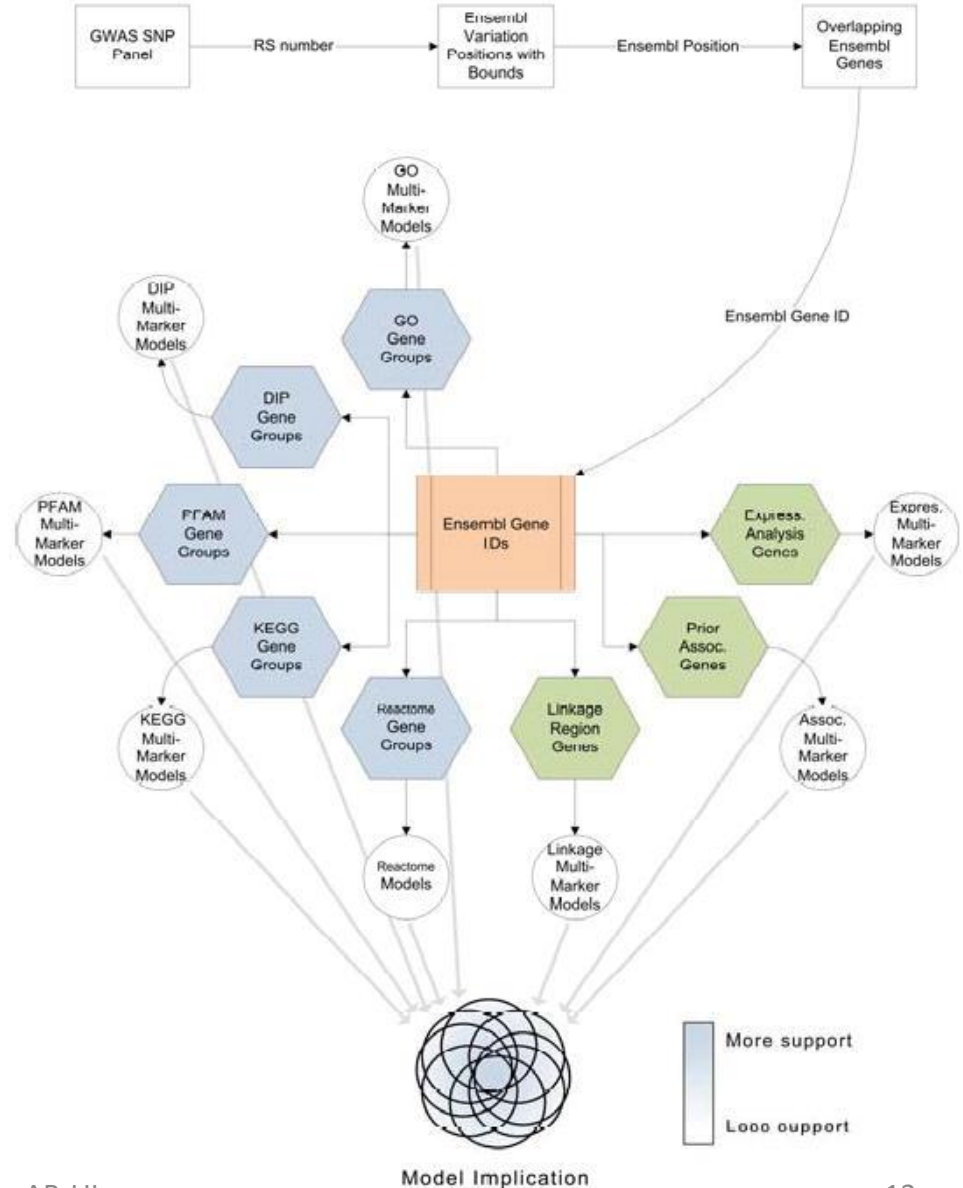 GWAS SNP
Panel
RS number
Ensembl
Variation
Positions with
Bounds
Ensembl Position
Overlapping
Ensembl
Genes
Ensembl Gene ID
GO
Multi-
Marker
Models
DIP
Multi-
Marker
Models
GO
Gene
Groups
DIP
Gene
Groups
PFAM
Multi-
Marker
Models
PFAM
Gene
Groups
Ensembl Gene
IDs
Express.
Analysis
Genes
Expres.
Multi-
Marker
Models
KEGG
Gene
Groups
Prior
Assoc.
Genes
KEGG
Multi-
Marker
Models
Reactome
Gene
Groups
Linkage
Region
Genes
Assoc.
Multi-
Marker
Models
Reactome
Models
Linkage
Multi-
Marker
Models
More support
support
Model Implication